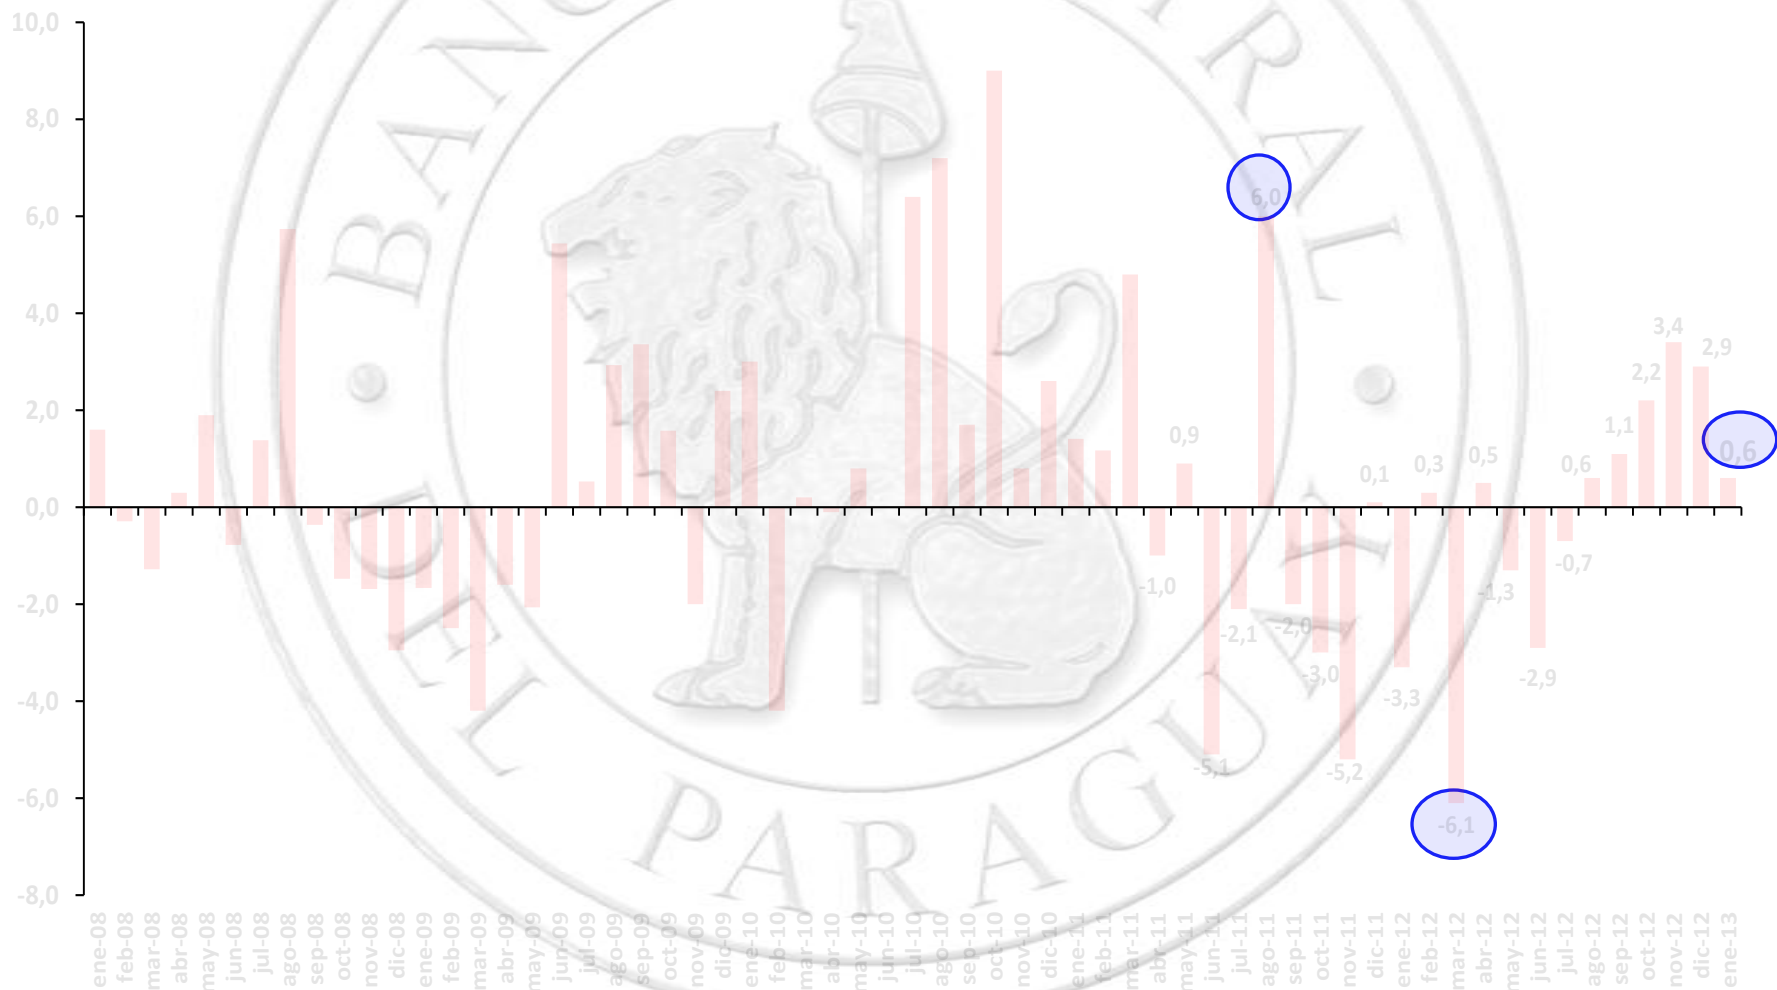 10,0
8,0
6,0
4,0
2,0
0,0
-2,0
-4,0
-6,0
-8,0
BAN
RAL
DEL PARAGUAY
-1,0
0,9
-5,1
-2,1
6,0
-2,0
-3,0
-5,2
0,1
-3,3
0,3
-6,1
0,5
-1,3
-2,9
-0,7
0,6
1,1
2,2
3,4
2,9
0,6
ene-08
feb-08
mar-08
abr-08
may-08
jun-08
jul-08
ago-08
sep-08
oct-08
nov-08
dic-08
ene-09
feb-09
mar-09
abr-09
may-09
jun-09
jul-09
ago-09
sep-09
oct-09
nov-09
dic-09
ene-10
feb-10
mar-10
abr-10
may-10
jun-10
jul-10
ago-10
sep-10
oct-10
nov-10
dic-10
ene-11
feb-11
mar-11
abr-11
may-11
jun-11
jul-11
ago-11
sep-11
oct-11
nov-11
dic-11
ene-12
feb-12
mar-12
abr-12
may-12
jun-12
jul-12
ago-12
sep-12
oct-12
nov-12
dic-12
ene-13